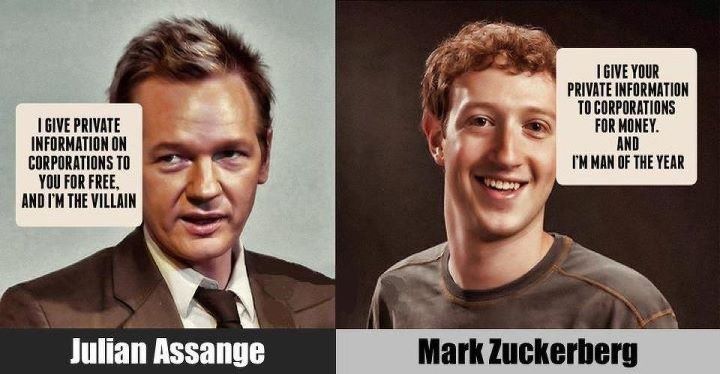 I GIVE PRIVATE
INFORMATION ON
CORPORATIONS TO
YOU FOR FREE,
AND I'M THE VILLAIN
I GIVE YOUR
PRIVATE INFORMATION
TO CORPORATIONS
FOR MONEY.
AND
I'M MAN OF THE YEAR
Julian Assange
Mark Zuckerberg